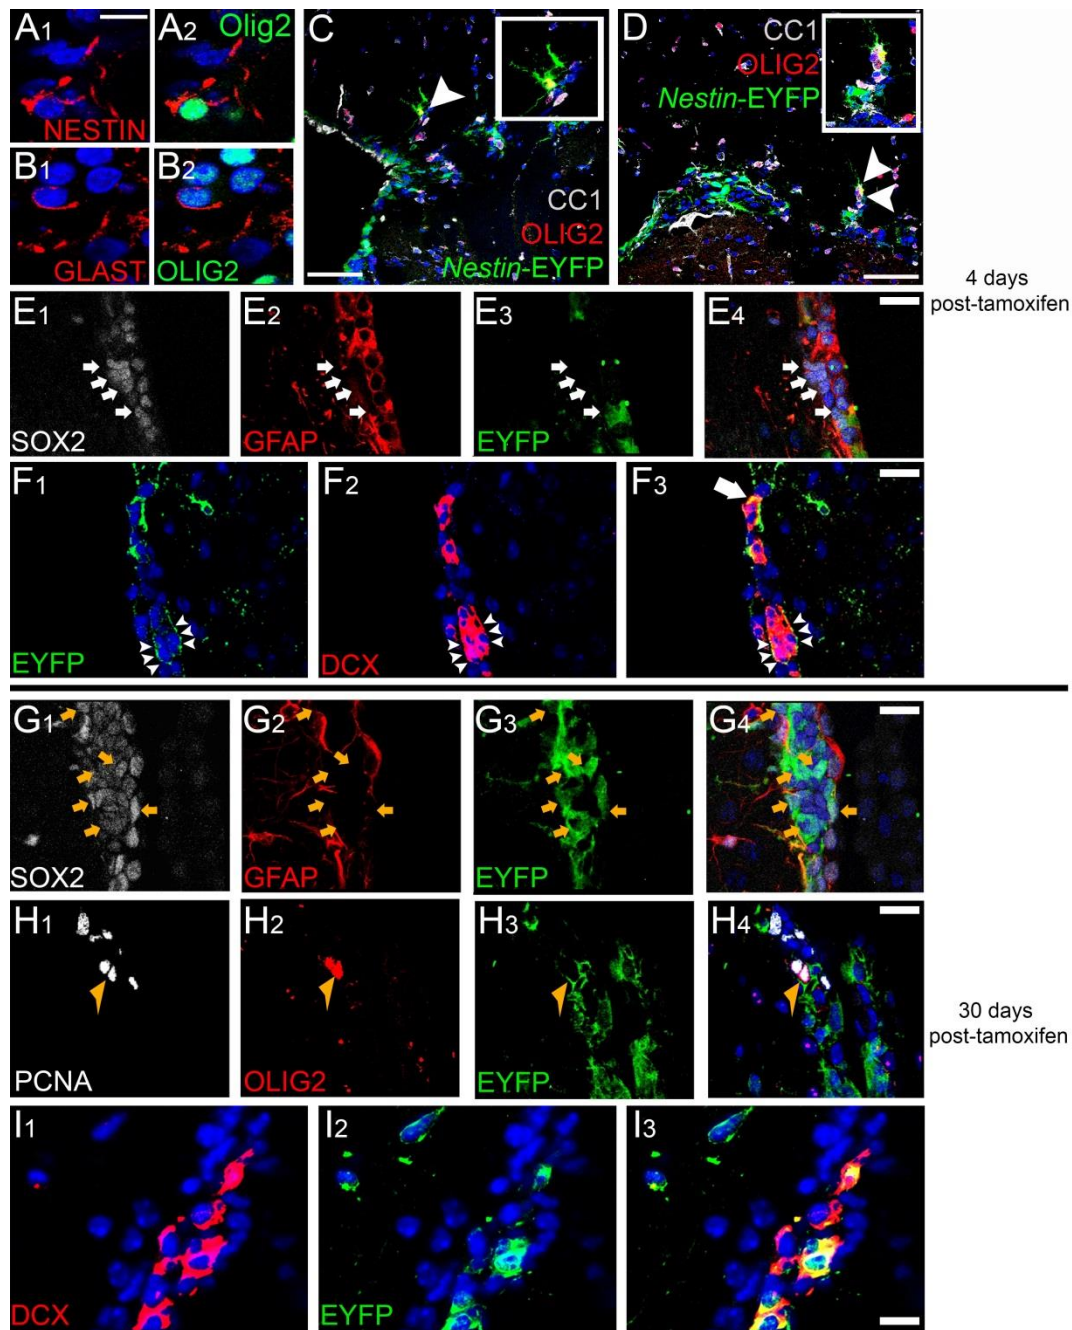 A1
NESTIN
A2
Olig2
B1
GLAST
B2
OLIG2
C
CC1
OLIG2
Nestin-EYFP
D
CC1
OLIG2
Nestin-EYFP
4 days
post-tamoxifen
E1
SOX2
E2
GFAP
E3
EYFP
E4
F1
EYFP
F2
DCX
F3
G1
SOX2
G2
GFAP
G3
EYFP
G4
H1
PCNA
H2
OLIG2
H3
EYFP
H4
30 days
post-tamoxifen
I1
DCX
I2
EYFP
I3